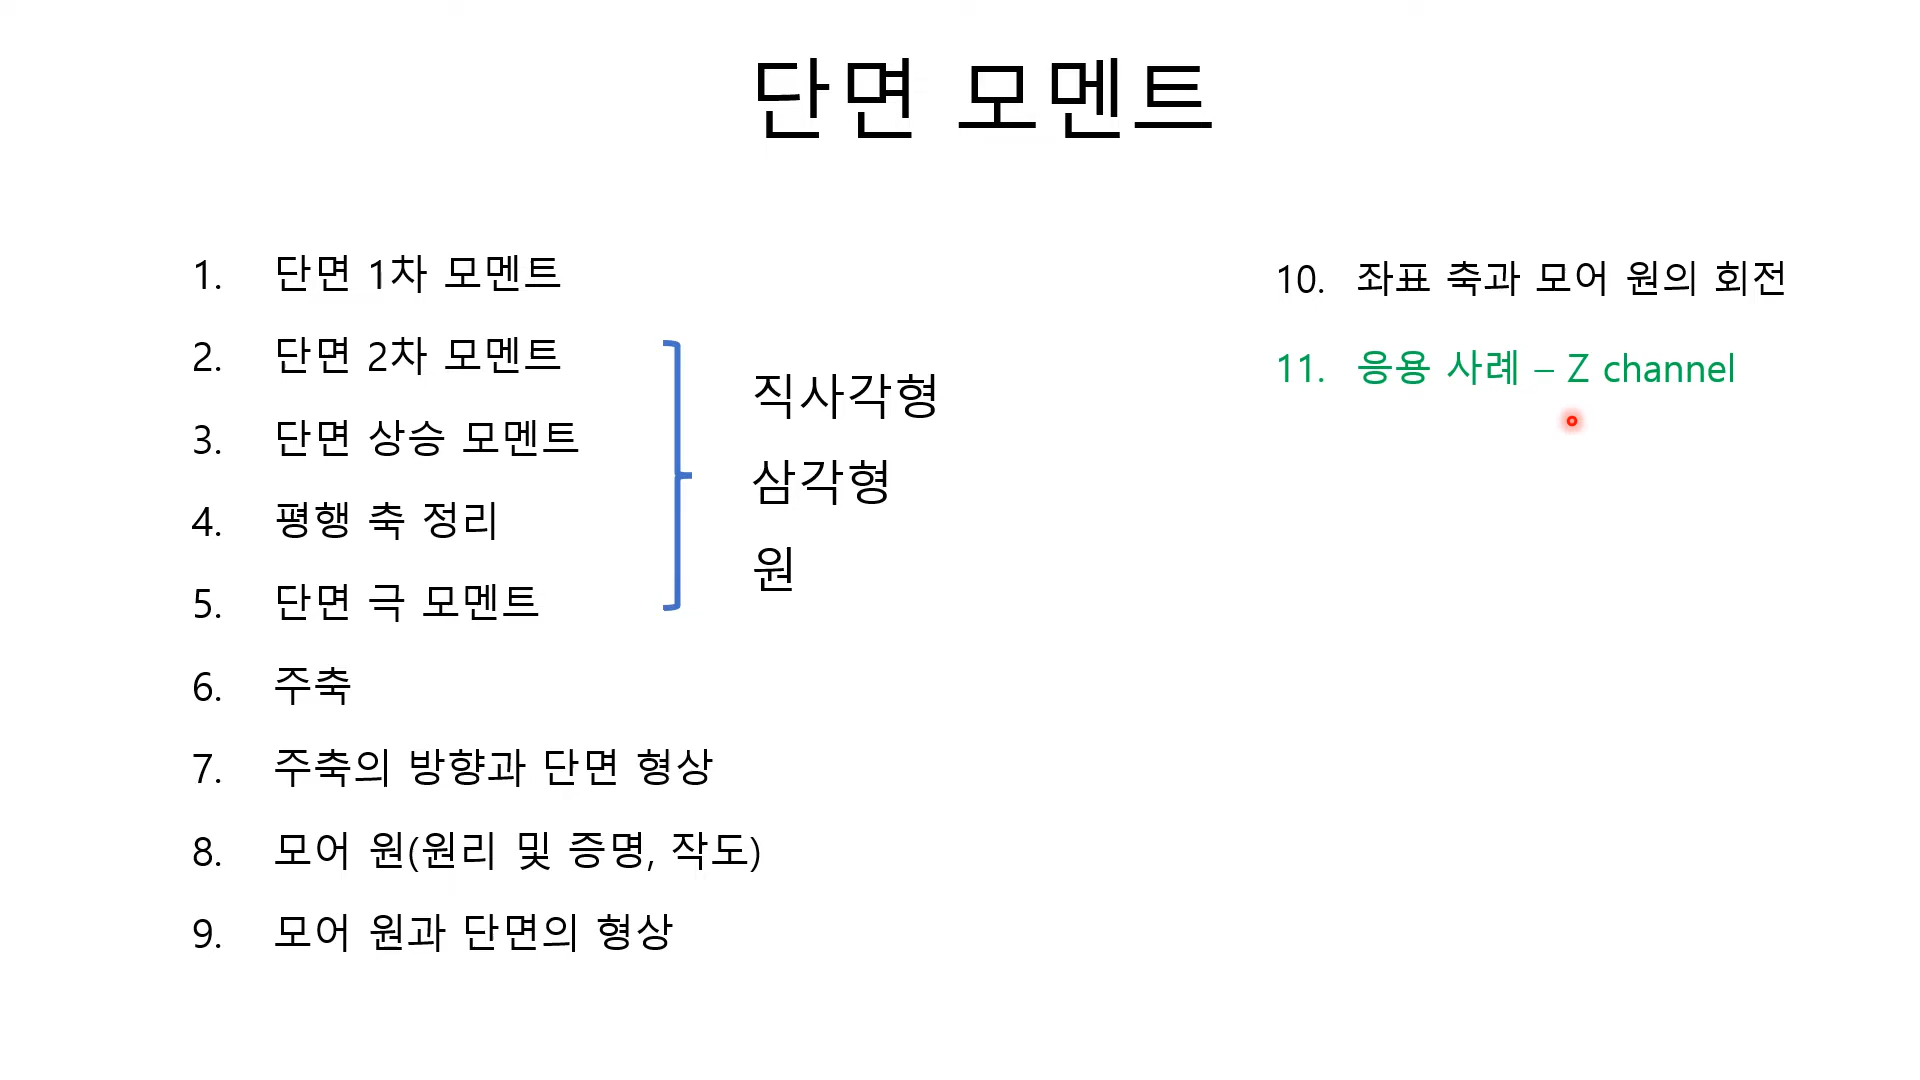 단면 모멘트
1. 단면 1차 모멘트
2. 단면 2차 모멘트
3. 단면 상승 모멘트
4. 평행 축 정리
5. 단면 극 모멘트
6. 주축
7. 주축의 방향과 단면 형상
8. 모어 원(원리 및 증명, 작도)
9. 모어 원과 단면의 형상
직사각형
삼각형
원
10. 좌표 축과 모어 원의 회전
11. 응용 사례 – Z channel